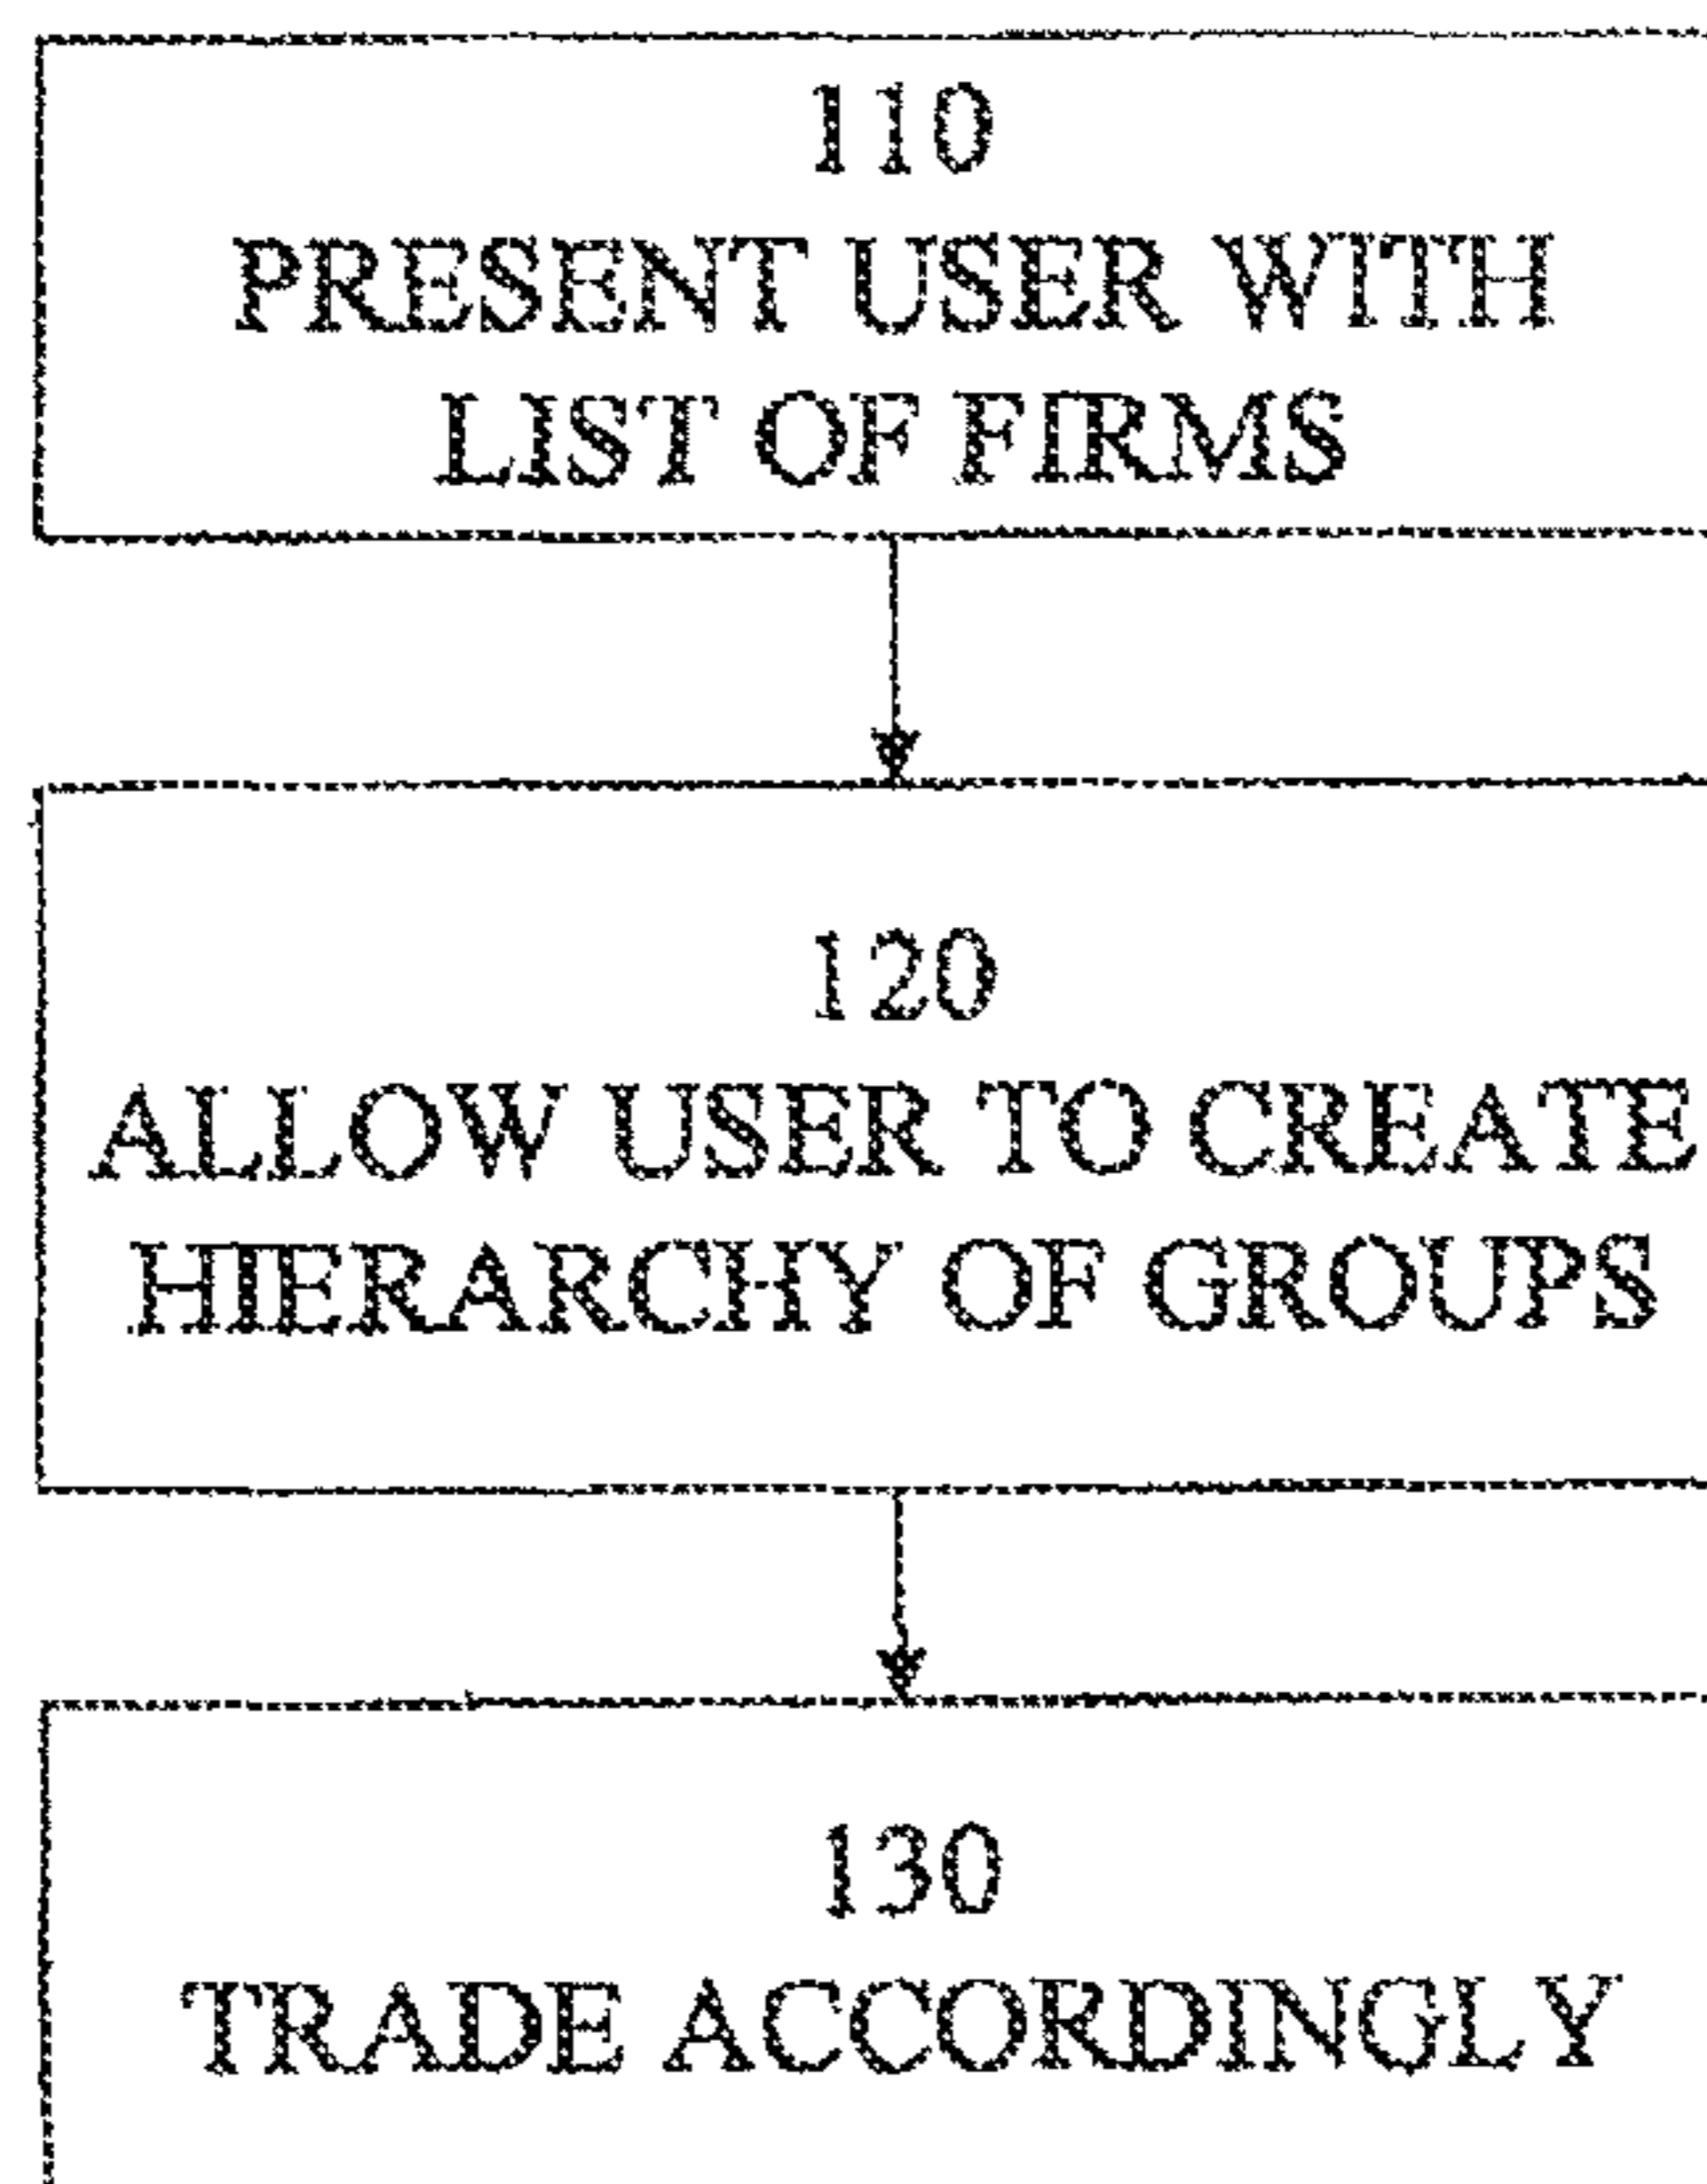 110
PRESENT USER WITH
LIST OF FIRMS
120
ALLOW USER TO CREATE
HIERARCHY OF GROUPS
130
TRADE ACCORDINGLY